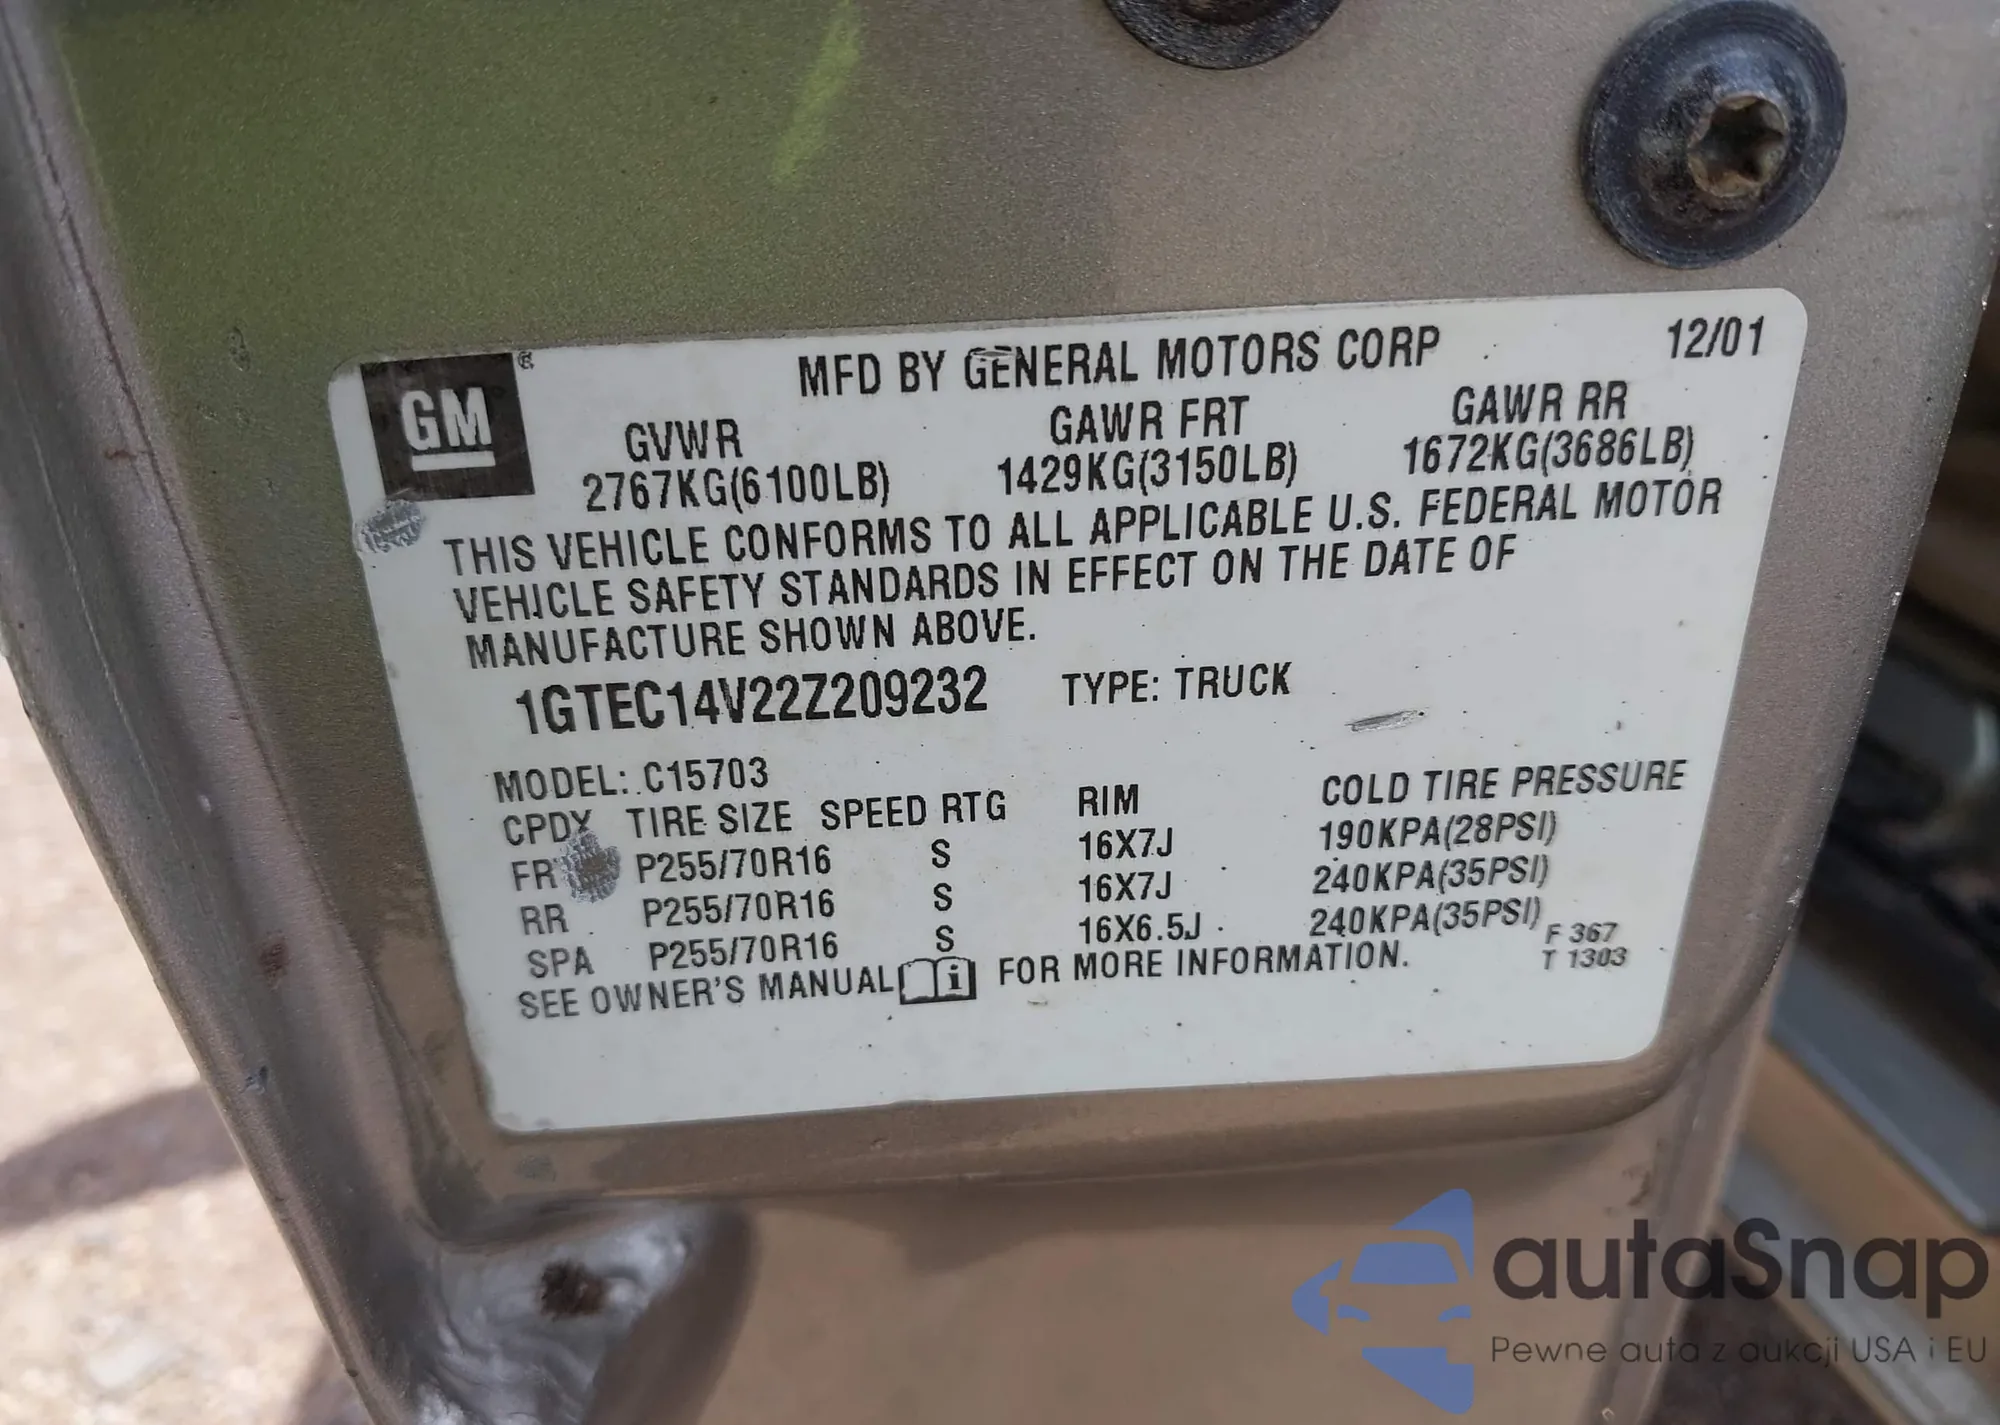 GM ®
MFD BY GENERAL MOTORS CORP 12/01
GVWR GAWR FRT GAWR RR
2767KG(6100LB) 1429KG(3150LB) 1672KG(3686LB)
THIS VEHICLE CONFORMS TO ALL APPLICABLE U.S. FEDERAL MOTOR
VEHICLE SAFETY STANDARDS IN EFFECT ON THE DATE OF
MANUFACTURE SHOWN ABOVE.
1GTEC14V22Z209232 TYPE: TRUCK
MODEL: C15703
CPDY TIRE SIZE SPEED RTG RIM COLD TIRE PRESSURE
P255/70R16 S 16X7J 190KPA(28PSI)
RR P255/70R16 S 16X7J 240KPA(35PSI)
SPA P255/70R16 S 16X6.5J 240KPA(35PSI)
F 367
T 1303
SEE OWNER'S MANUAL i FOR MORE INFORMATION.
autaSnap
Pewne auta z aukcji USA i EU